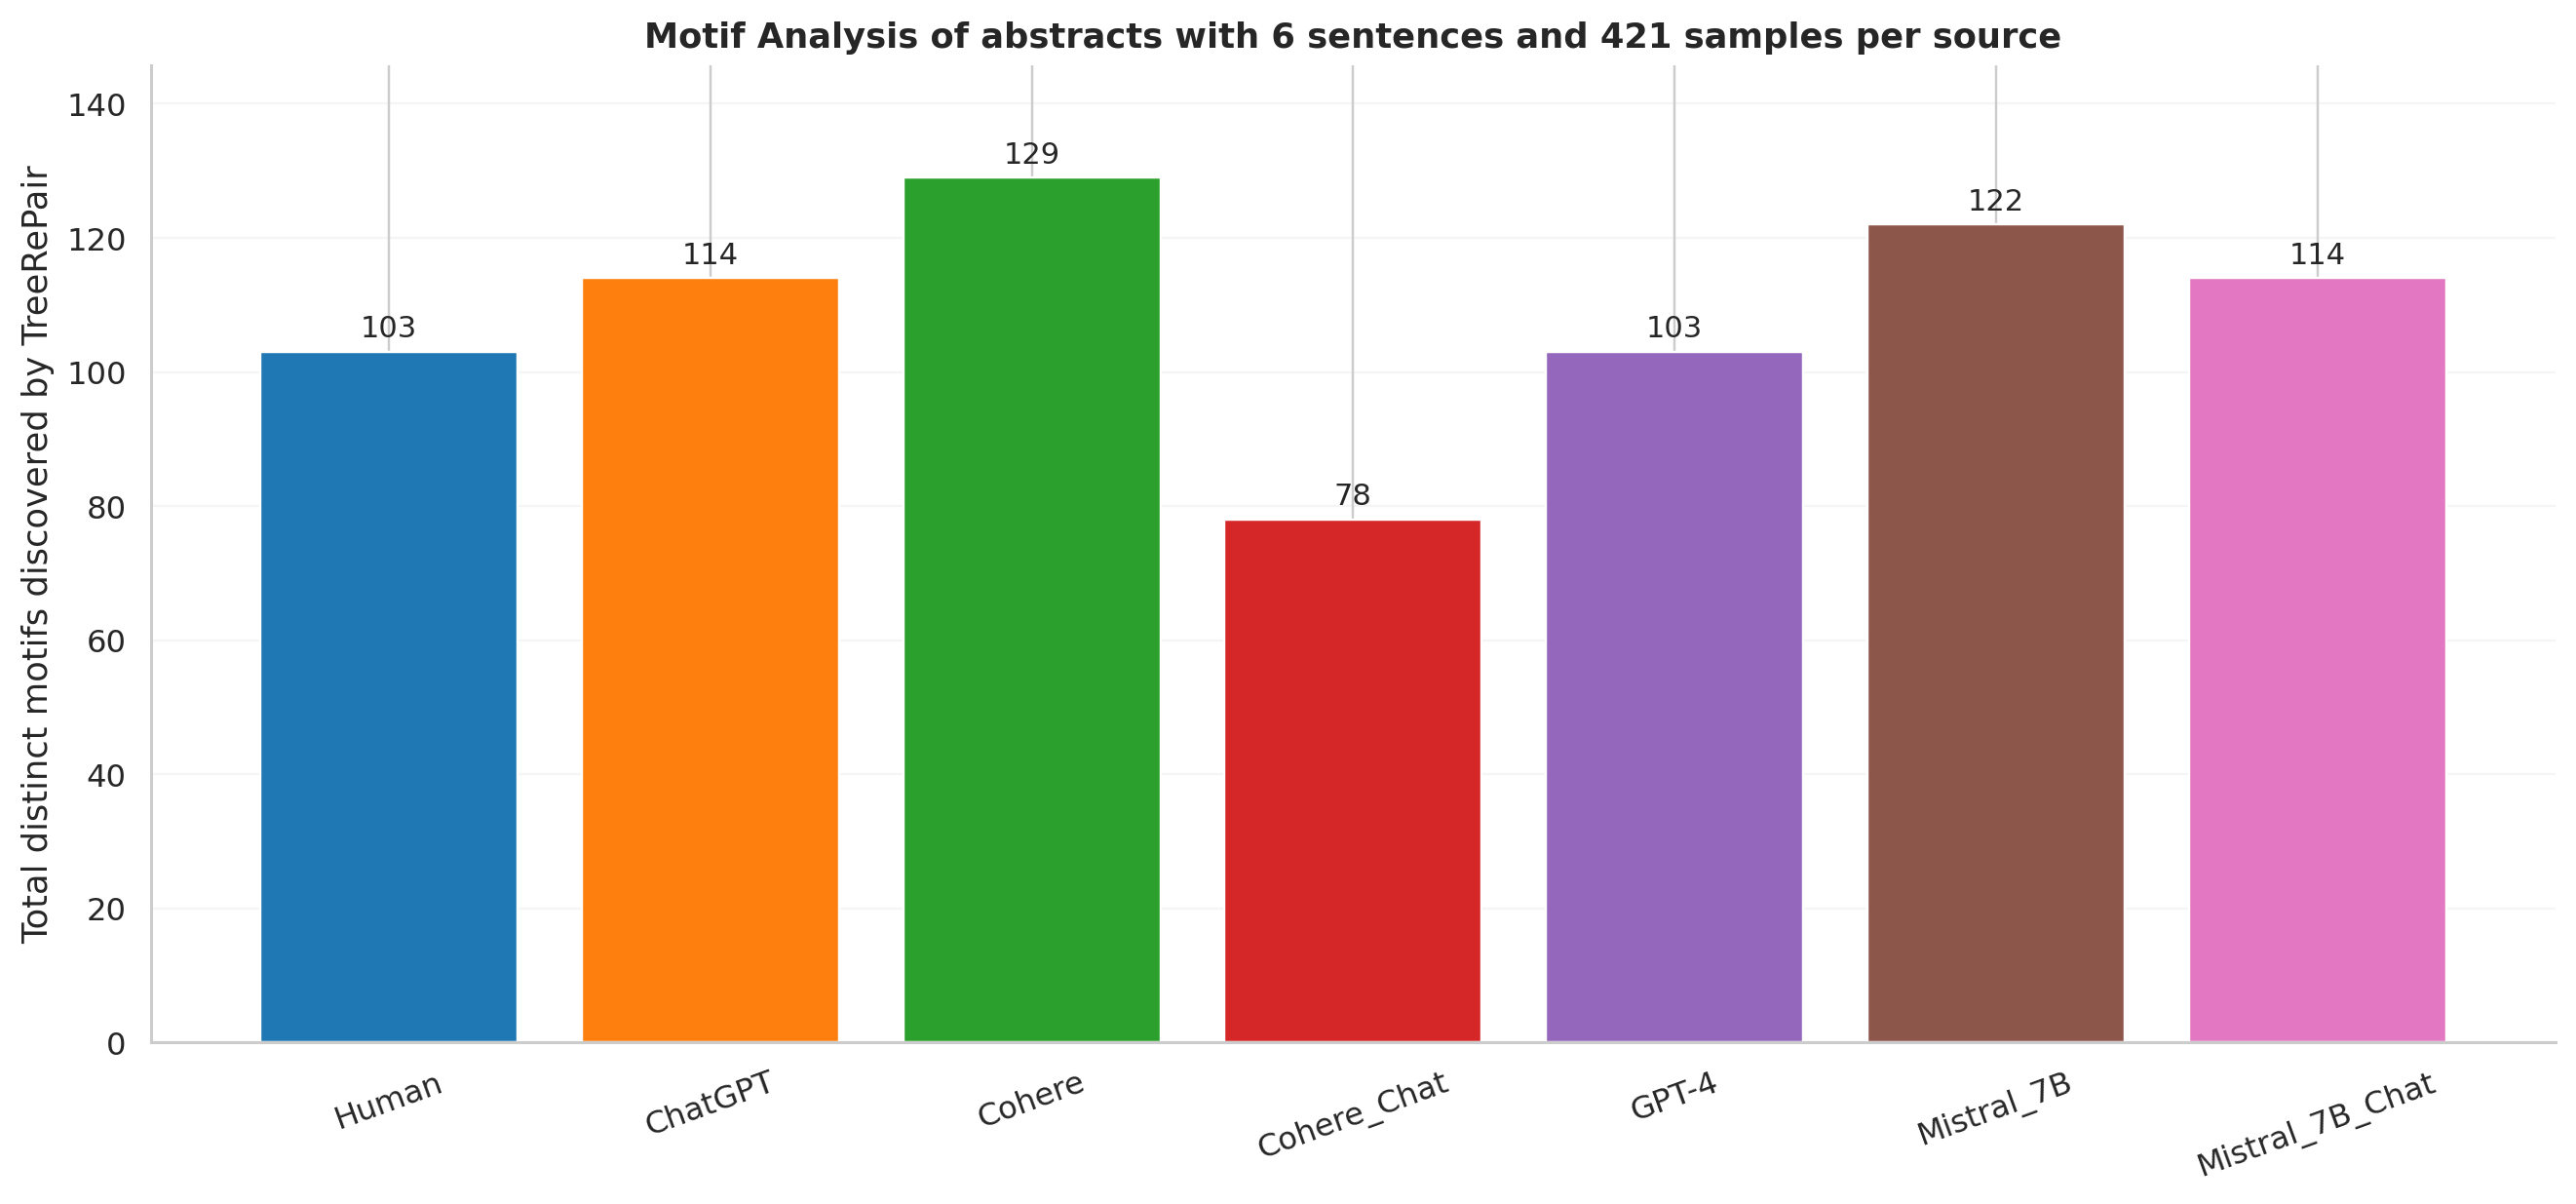 Motif Analysis of abstracts with 6 sentences and 421 samples per source
Total distinct motifs discovered by TreeRePair
140
120
100
80
60
40
20
0
103
114
129
78
103
122
114
Human
ChatGPT
Cohere
Cohere_Chat
GPT-4
Mistral_7B
Mistral_7B_Chat